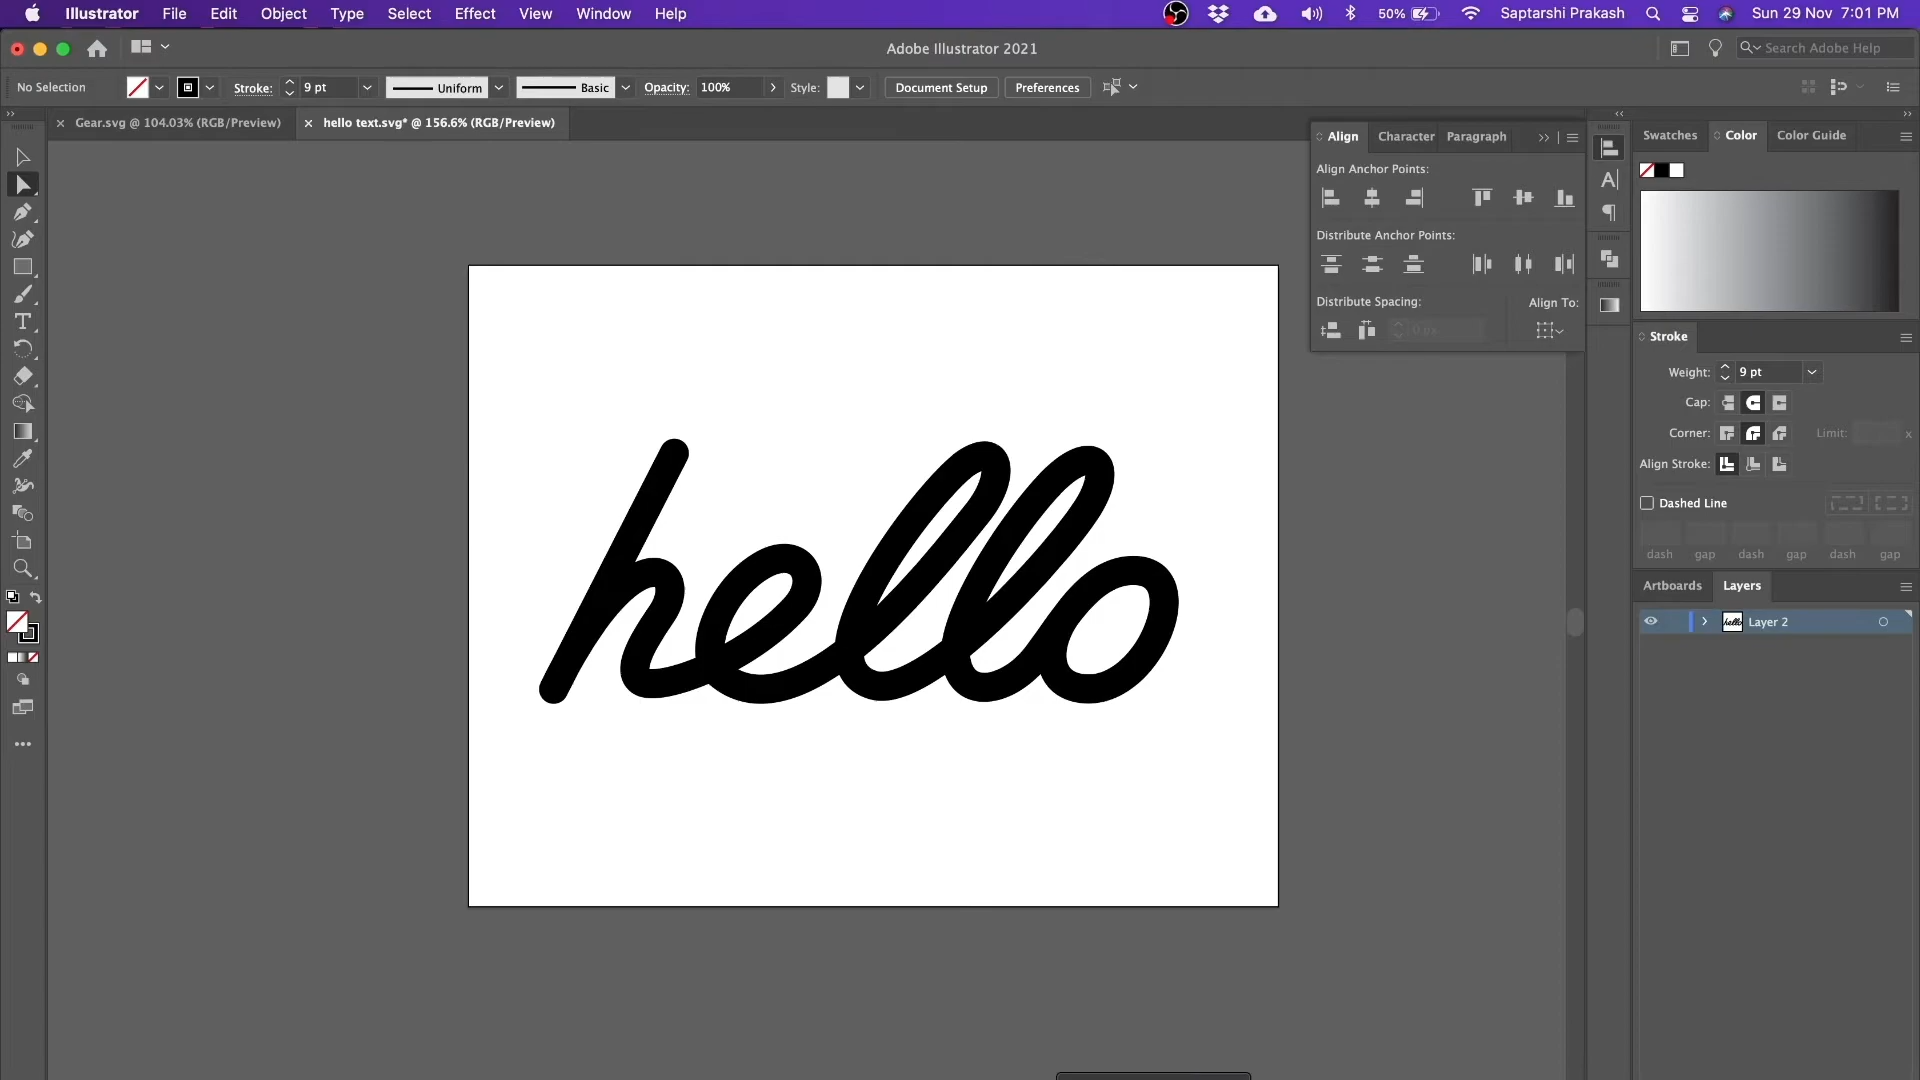 Illustrator File Edit Object Type Select Effect View Window Help 50% Saptarshi Prakash Sun 29 Nov 7:01 PM
Adobe Illustrator 2021 Search Adobe Help
No Selection Stroke: 9 pt Uniform Basic Opacity: 100% Style: Document Setup Preferences
Gear.svg @ 104.03% (RGB/Preview) hello text.svg* @ 156.6% (RGB/Preview)
Align Character Paragraph
Align Anchor Points:
Distribute Anchor Points:
Distribute Spacing: Align To:
0 px
Swatches Color Color Guide
Stroke
Weight: 9 pt
Cap:
Corner: Limit: x
Align Stroke:
Dashed Line
dash gap dash gap dash gap
Artboards Layers
hello Layer 2
hello